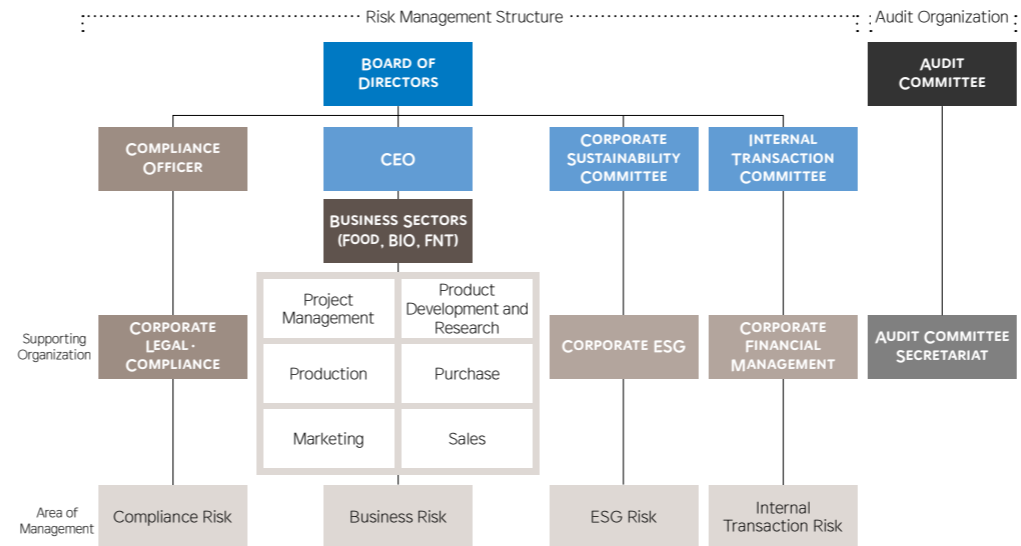 Risk Management Structure
Audit Organization
BOARD OF
DIRECTORS
AUDIT
COMMITTEE
COMPLIANCE
OFFICER
CEO
CORPORATE
SUSTAINABILITY
COMMITTEE
INTERNAL
TRANSACTION
COMMITTEE
BUSINESS SECTORS
(FOOD, BIO, FNT)
Project
Management
Product
Development and
Research
Supporting
Organization
CORPORATE
LEGAL·
COMPLIANCE
Production
Purchase
CORPORATE ESG
CORPORATE
FINANCIAL
MANAGEMENT
AUDIT COMMITTEE
SECRETARIAT
Marketing
Sales
Area of
Management
Compliance Risk
Business Risk
ESG Risk
Internal
Transaction Risk